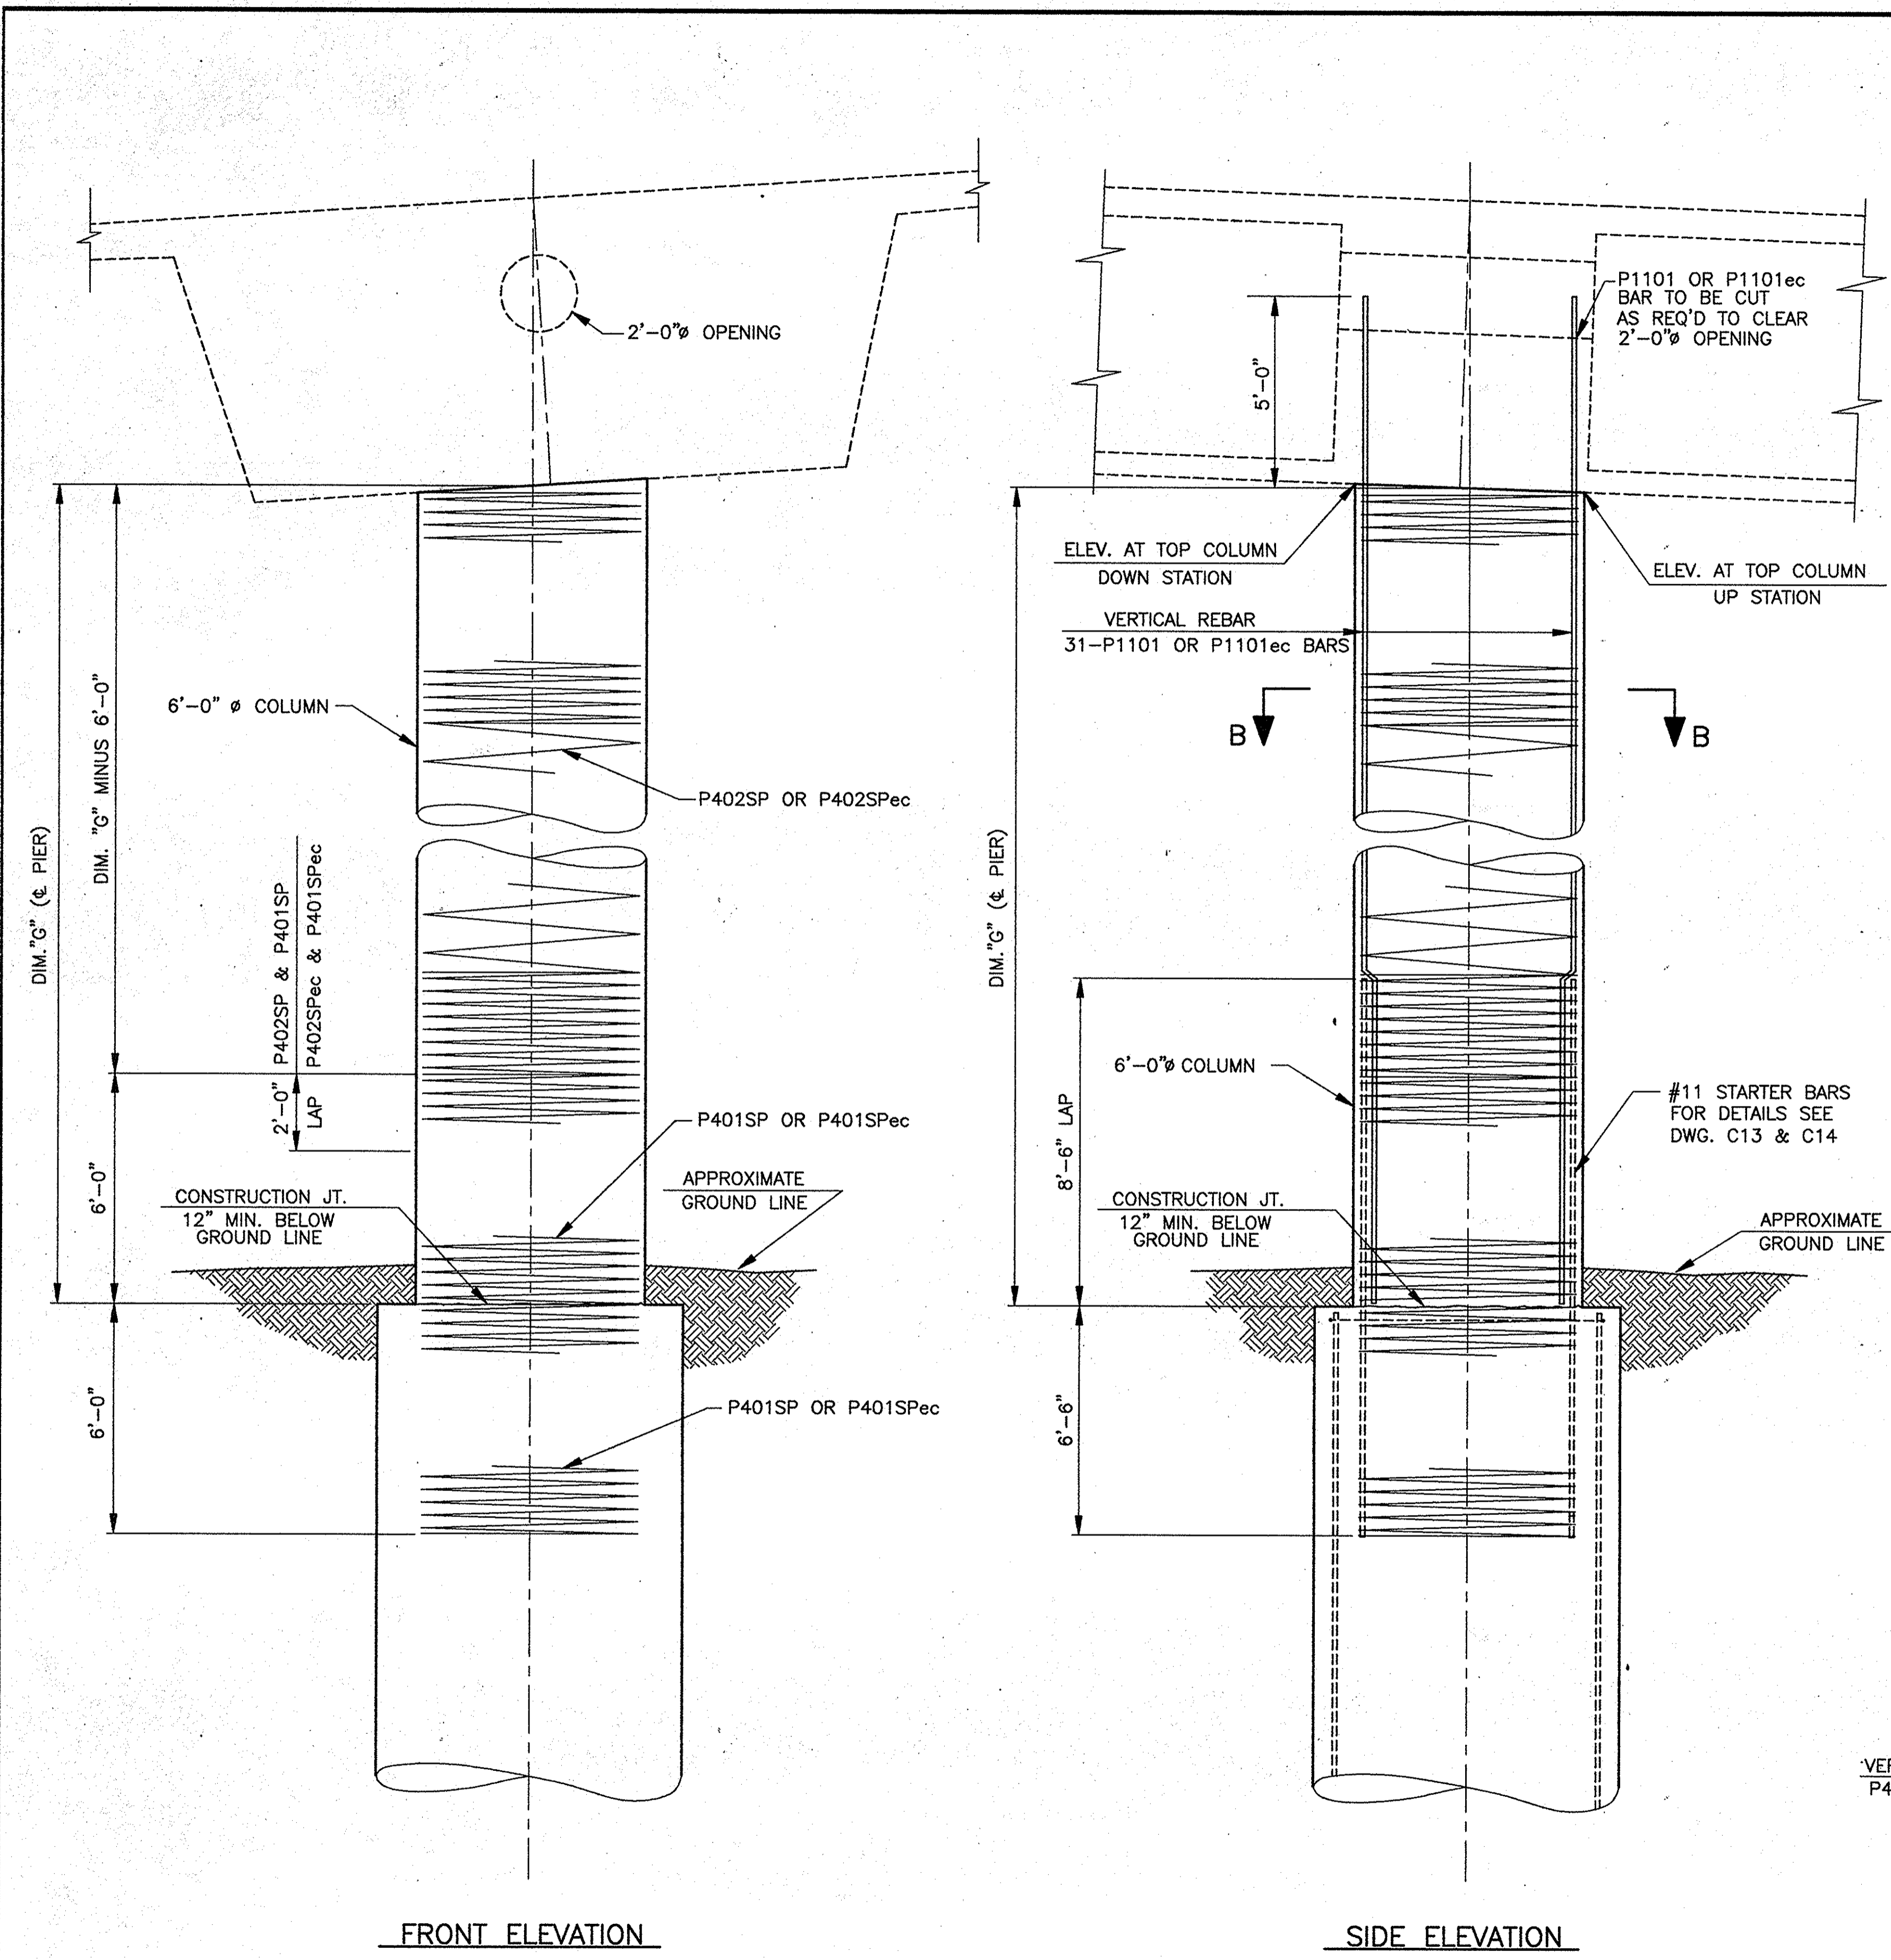 2'-0"ø OPENING
DIM."G" (℄ PIER)
DIM. "G" MINUS 6'-0"
6'-0" ø COLUMN
P402SP OR P402SPec
2'-0" P402SP & P401SP
LAP P402SPec & P401SPec
6'-0"
P401SP OR P401SPec
CONSTRUCTION JT.
12" MIN. BELOW
GROUND LINE
APPROXIMATE
GROUND LINE
6'-0"
P401SP OR P401SPec
FRONT ELEVATION
P1101 OR P1101ec
BAR TO BE CUT
AS REQ'D TO CLEAR
2'-0"ø OPENING
5'-0"
ELEV. AT TOP COLUMN
DOWN STATION
ELEV. AT TOP COLUMN
UP STATION
VERTICAL REBAR
31-P1101 OR P1101ec BARS
B
B
DIM."G" (℄ PIER)
6'-0"ø COLUMN
8'-6" LAP
#11 STARTER BARS
FOR DETAILS SEE
DWG. C13 & C14
CONSTRUCTION JT.
12" MIN. BELOW
GROUND LINE
APPROXIMATE
GROUND LINE
6'-6"
SIDE ELEVATION